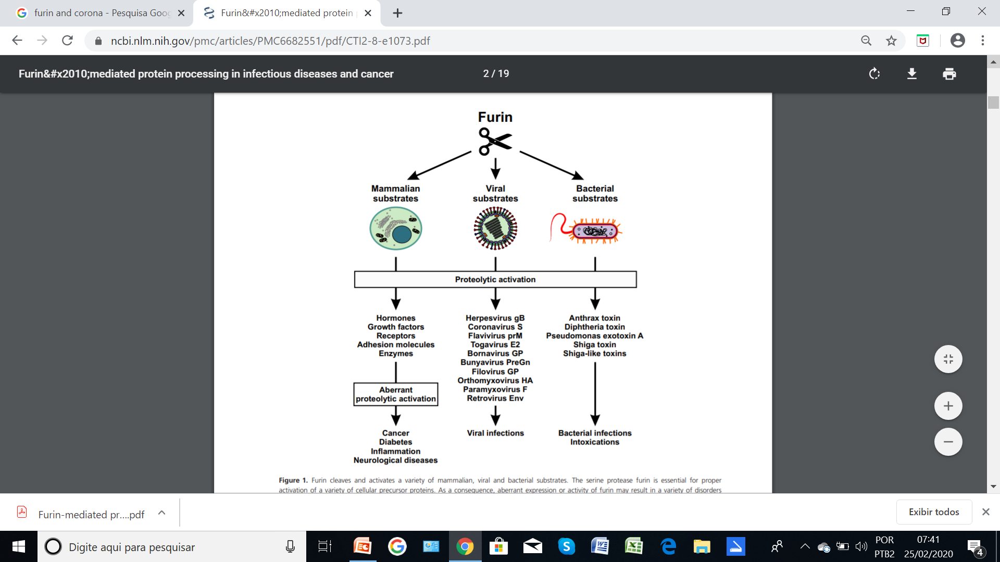 furin and corona - Pesquisa Goog
Furin&#x2010;mediated protein p
ncbi.nlm.nih.gov/pmc/articles/PMC6682551/pdf/CTI2-8-e1073.pdf
Furin&#x2010;mediated protein processing in infectious diseases and cancer
2 / 19
Furin
Mammalian
substrates
Viral
substrates
Bacterial
substrates
Proteolytic activation
Hormones
Growth factors
Receptors
Adhesion molecules
Enzymes
Aberrant
proteolytic activation
Cancer
Diabetes
Inflammation
Neurological diseases
Herpesvirus gB
Coronavirus S
Flavivirus prM
Togavirus E2
Bornavirus GP
Bunyavirus PreGn
Filovirus GP
Orthomyxovirus HA
Paramyxovirus F
Retrovirus Env
Viral infections
Anthrax toxin
Diphtheria toxin
Pseudomonas exotoxin A
Shiga toxin
Shiga-like toxins
Bacterial infections
Intoxications
Figure 1. Furin cleaves and activates a variety of mammalian, viral and bacterial substrates. The serine protease furin is essential for proper
activation of a variety of cellular precursor proteins. As a consequence, aberrant expression or activity of furin may result in a variety of disorders
Furin-mediated pr....pdf
Exibir todos
Digite aqui para pesquisar
POR
PTB2
07:41
25/02/2020
4